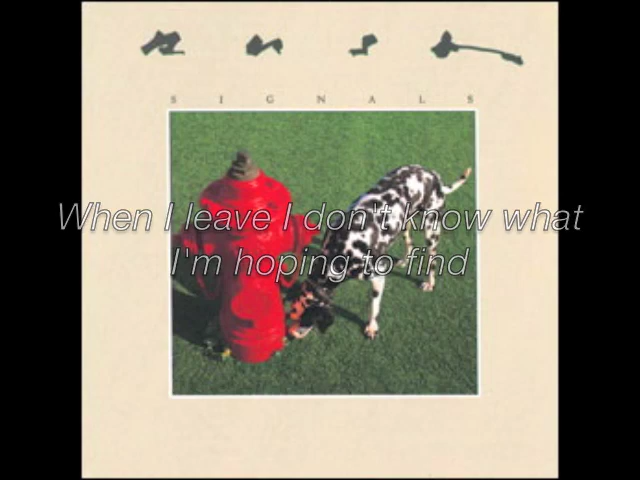 RUSH
SIGNALS
When I leave I don't know what
I'm hoping to find